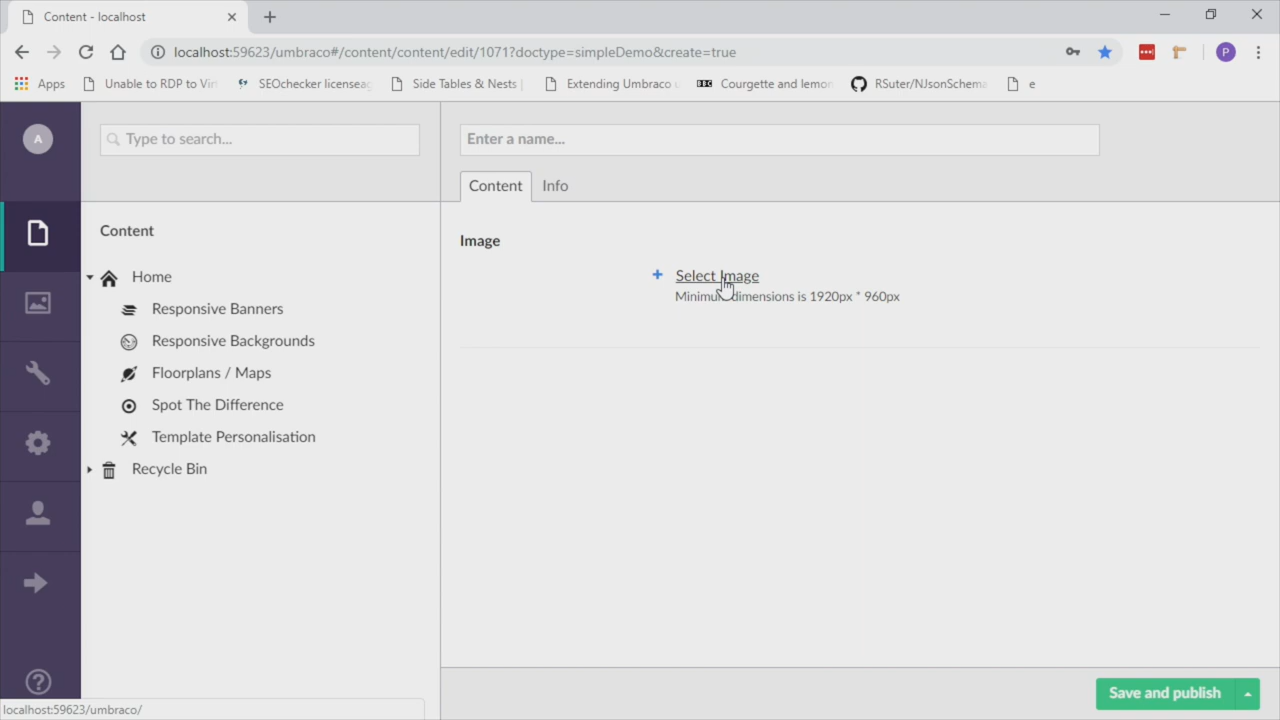 Content - localhost
localhost:59623/umbraco#/content/content/edit/1071?doctype=simpleDemo&create=true
P
Apps
Unable to RDP to Vir
SEOchecker licenseag
Side Tables & Nests |
Extending Umbraco u
BBC Courgette and lemon
RSuter/NJsonSchema
e
A
Type to search...
Enter a name...
Content Info
Content
Image
Home
Select Image
Minimum dimensions is 1920px * 960px
Responsive Banners
Responsive Backgrounds
Floorplans / Maps
Spot The Difference
Template Personalisation
Recycle Bin
Save and publish
localhost:59623/umbraco/